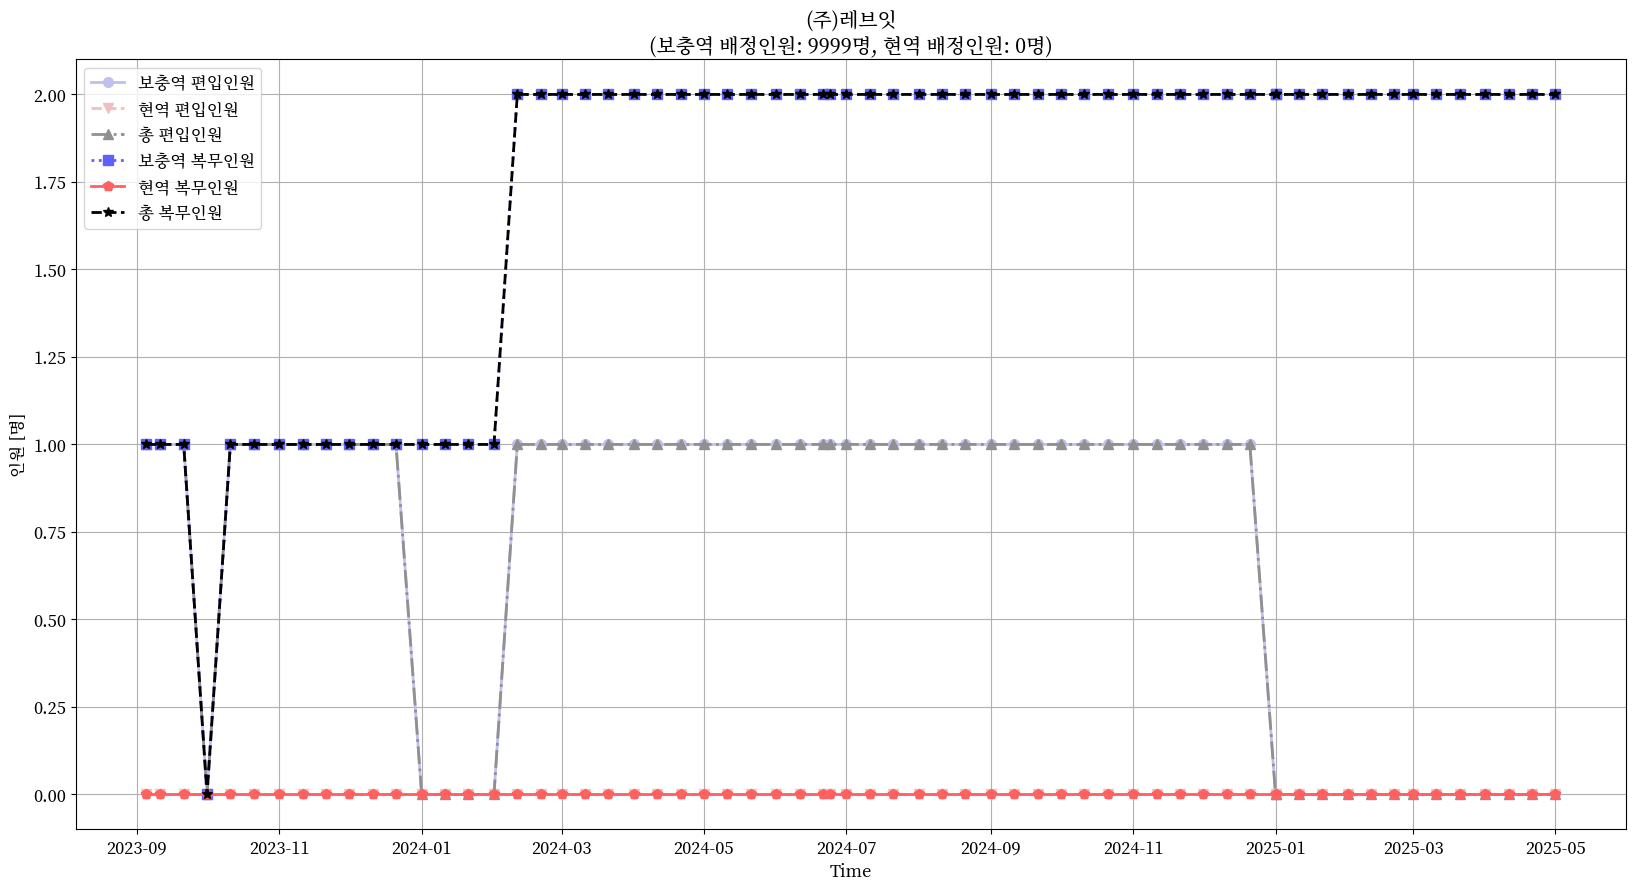 (주)레브잇
(보충역 배정인원: 9999명, 현역 배정인원: 0명)
보충역 편입인원
현역 편입인원
총 편입인원
보충역 복무인원
현역 복무인원
총 복무인원
인원 [명]
2.00
1.75
1.50
1.25
1.00
0.75
0.50
0.25
0.00
2023-09 2023-11 2024-01 2024-03 2024-05 2024-07 2024-09 2024-11 2025-01 2025-03 2025-05
Time